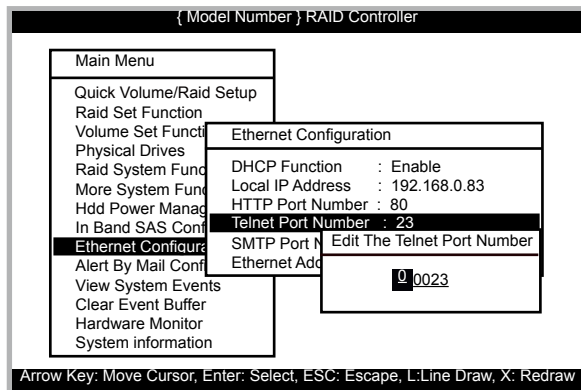 { Model Number } RAID Controller
Main Menu
Quick Volume/Raid Setup
Raid Set Function
Volume Set Functi
Physical Drives
Raid System Func
More System Func
Hdd Power Manag
In Band SAS Conf
Ethernet Configura
Alert By Mail Confi
View System Events
Clear Event Buffer
Hardware Monitor
System information
Ethernet Configuration
DHCP Function : Enable
Local IP Address : 192.168.0.83
HTTP Port Number : 80
Telnet Port Number : 23
SMTP Port N
Ethernet Add
Edit The Telnet Port Number
0 0023
Arrow Key: Move Cursor, Enter: Select, ESC: Escape, L:Line Draw, X: Redraw